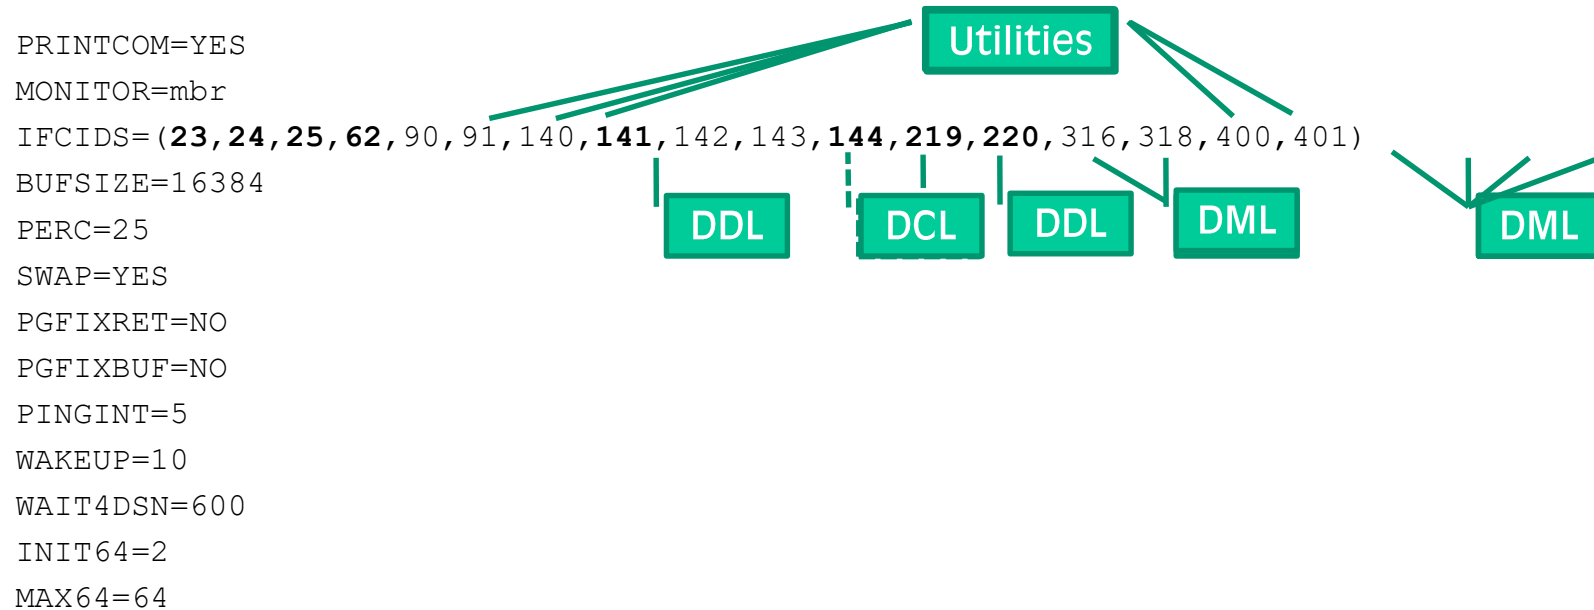 Utilities
PRINTCOM=YES
MONITOR=mbr
IFCIDS=(23,24,25,62,90,91,140,141,142,143,144,219,220,316,318,400,401)
BUFSIZE=16384
DDL DCL DDL DML DML
PERC=25
SWAP=YES
PGFIXRET=NO
PGFIXBUF=NO
PINGINT=5
WAKEUP=10
WAIT4DSN=600
INIT64=2
MAX64=64